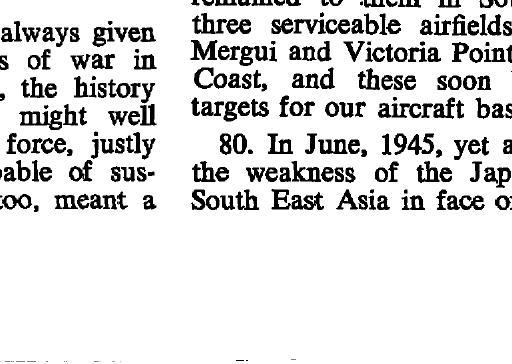 always given
s of war in
, the history
might well
force, justly
able of sus-
too, meant a
remained to them in
three serviceable airfields
Mergui and Victoria Point
Coast, and these soon
targets for our aircraft bas
80. In June, 1945, yet a
the weakness of the Jap
South East Asia in face o